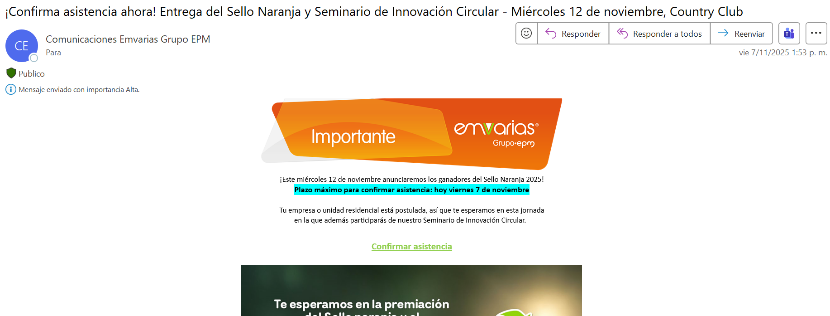 ¡Confirma asistencia ahora! Entrega del Sello Naranja y Seminario de Innovación Circular - Miércoles 12 de noviembre, Country Club
CE
Comunicaciones Emvarias Grupo EPM
Para
Responder
Responder a todos
Reenviar
vie 7/11/2025 1:53 p. m.
Publico
Mensaje enviado con importancia Alta.
Importante
emvarias®
Grupo·epm
¡Este miércoles 12 de noviembre anunciaremos los ganadores del Sello Naranja 2025!
Plazo máximo para confirmar asistencia: hoy viernes 7 de noviembre
Tu empresa o unidad residencial está postulada, así que te esperamos en esta jornada
en la que además participarás de nuestro Seminario de Innovación Circular.
Confirmar asistencia
Te esperamos en la premiación
del Sello naranja y el